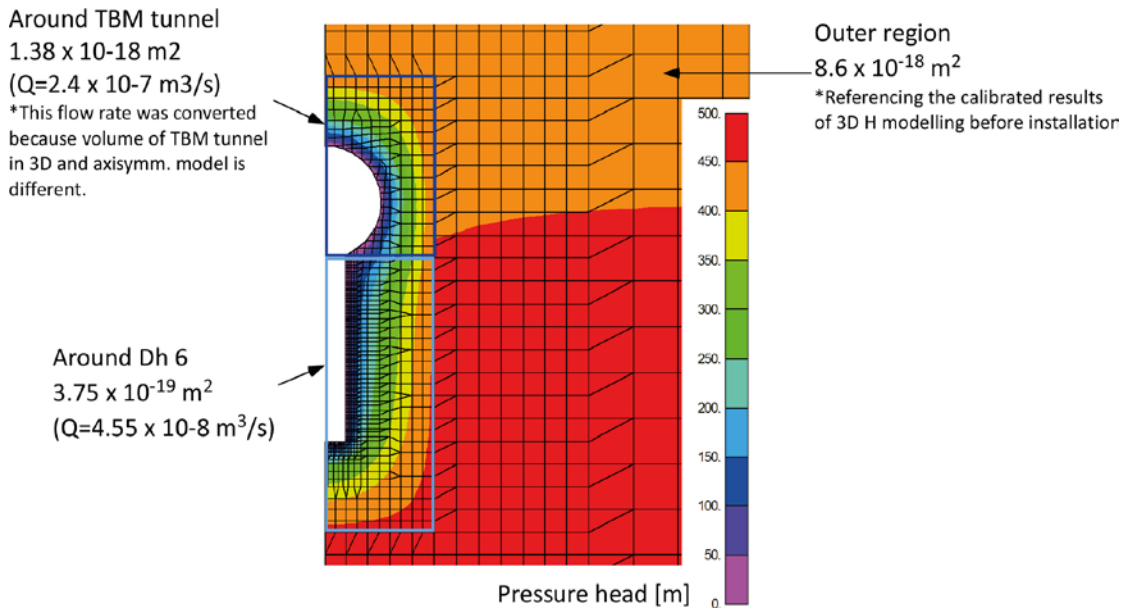 Around TBM tunnel
1.38 x 10-18 m2
(Q=2.4 x 10-7 m3/s)
*This flow rate was converted
because volume of TBM tunnel
in 3D and axisymm. model is
different.
Outer region
8.6 x 10⁻¹⁸ m²
*Referencing the calibrated results
of 3D H modelling before installation
Around Dh 6
3.75 x 10⁻¹⁹ m²
(Q=4.55 x 10-8 m³/s)
500.
450.
400.
350.
300.
250.
200.
150.
100.
50.
0.
Pressure head [m]